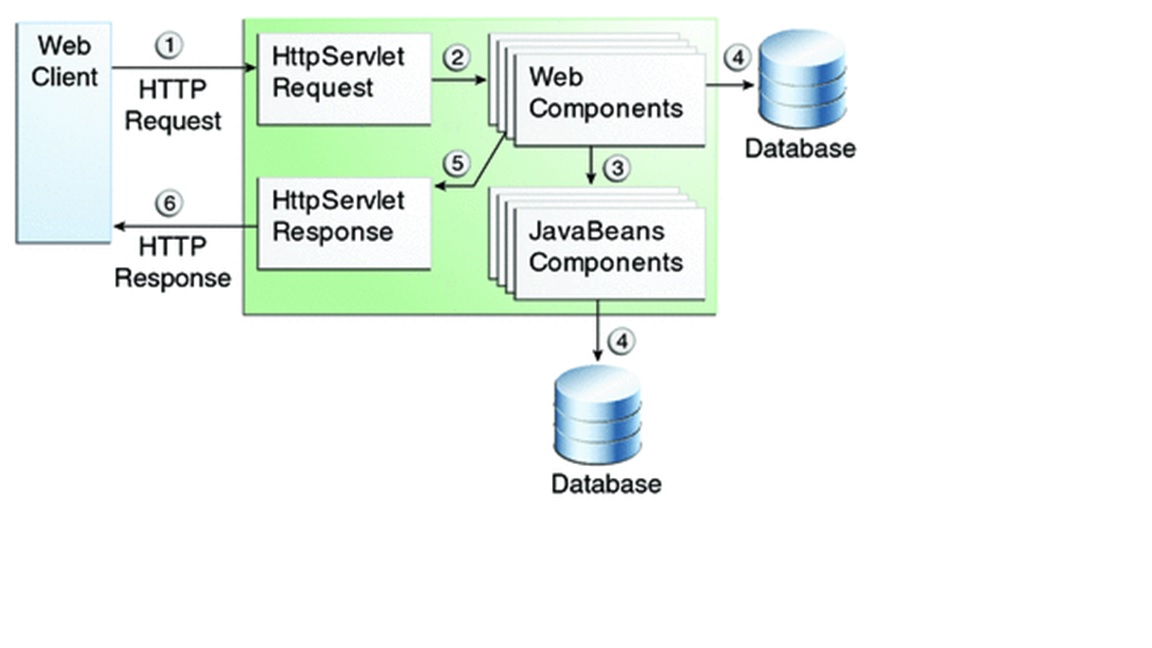 Web
Client
1
HTTP
Request
HttpServlet
Request
2
Web
Components
4
Database
5
3
6
HTTP
Response
HttpServlet
Response
JavaBeans
Components
4
Database